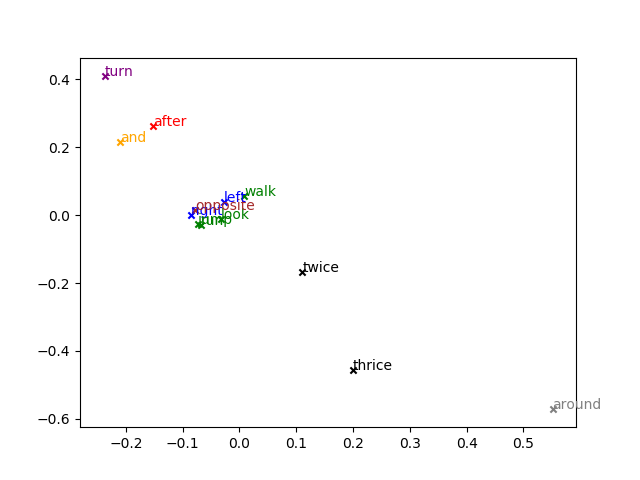 turn
after
and
walk
left
opposite
right
look
jump
run
twice
thrice
around
0.4
0.2
0.0
−0.2
−0.4
−0.6
−0.2 −0.1 0.0 0.1 0.2 0.3 0.4 0.5